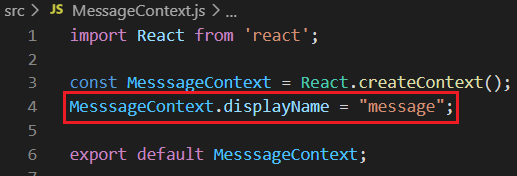 src > JS MessageContext.js > ...
1 import React from 'react';
2
3 const MesssageContext = React.createContext();
4 MesssageContext.displayName = "message";
5
6 export default MesssageContext;
7